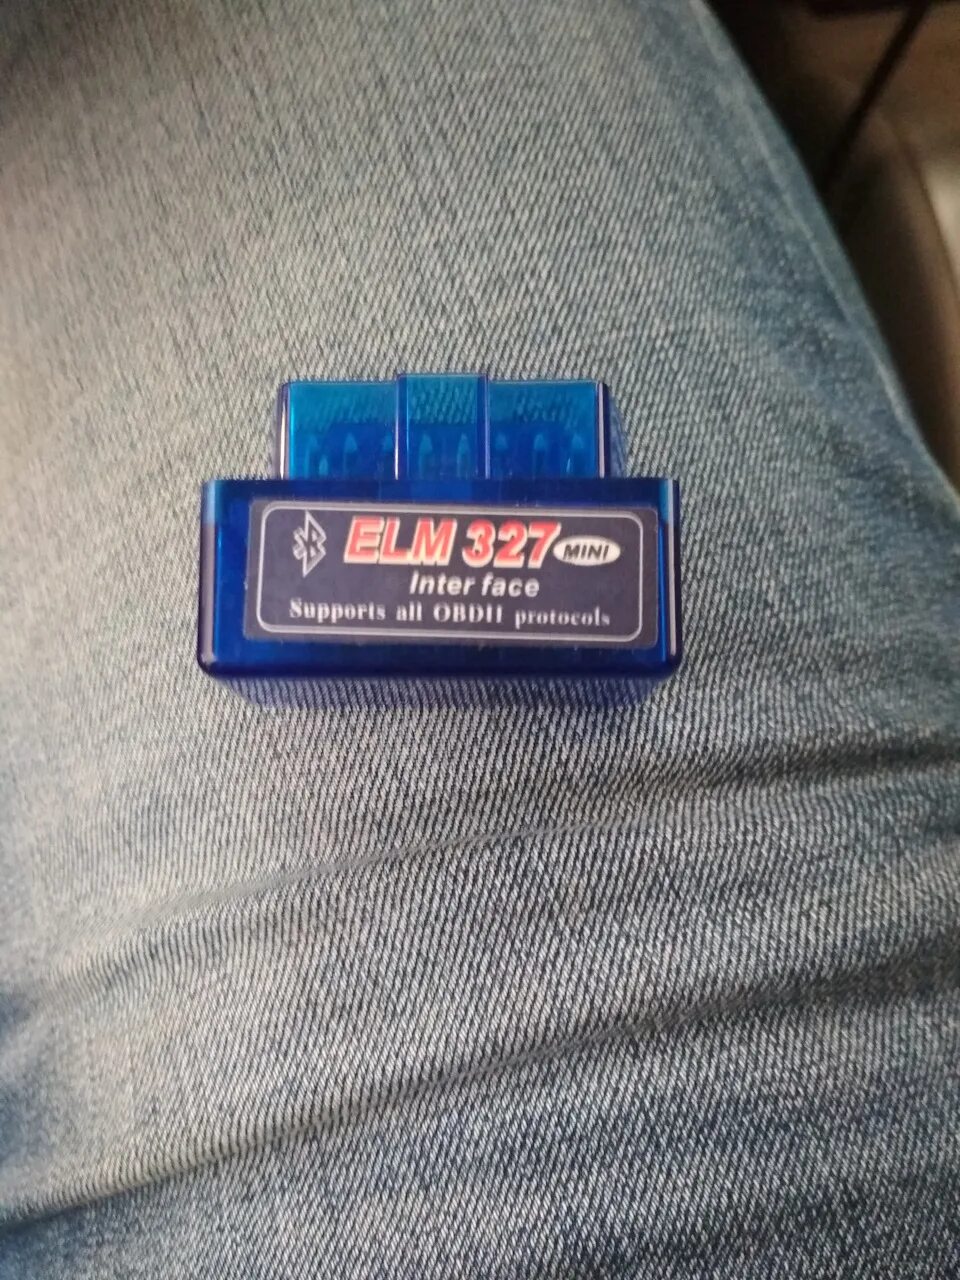 ELM 327 MINI
Inter face
Supports all OBDII protocols